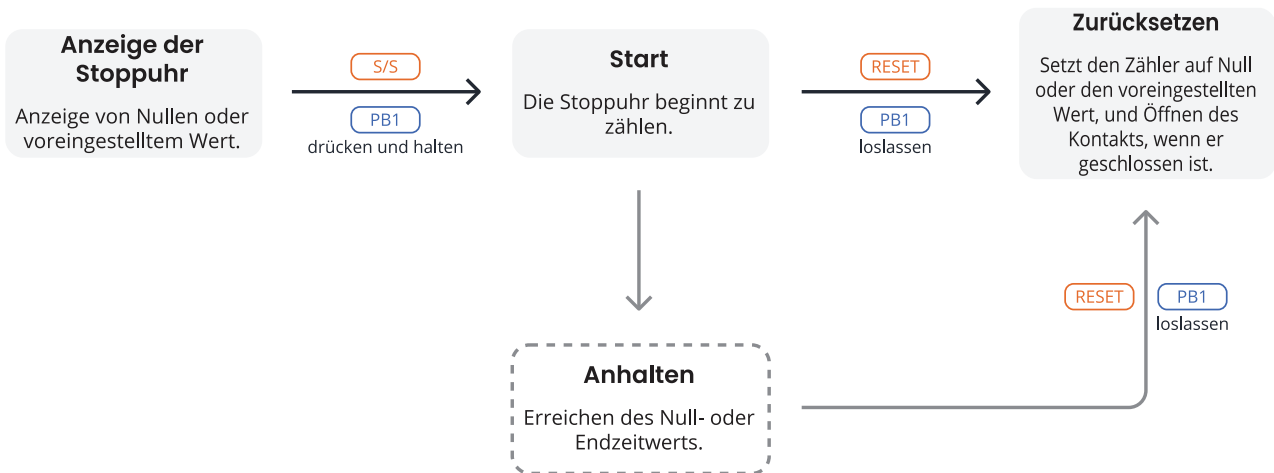 Anzeige der
Stoppuhr
Anzeige von Nullen oder
voreingestelltem Wert.
S/S
PB1
drücken und halten
Start
Die Stoppuhr beginnt zu
zählen.
RESET
PB1
loslassen
Zurücksetzen
Setzt den Zähler auf Null
oder den voreingestellten
Wert, und Öffnen des
Kontakts, wenn er
geschlossen ist.
RESET
PB1
loslassen
Anhalten
Erreichen des Null- oder
Endzeitwerts.